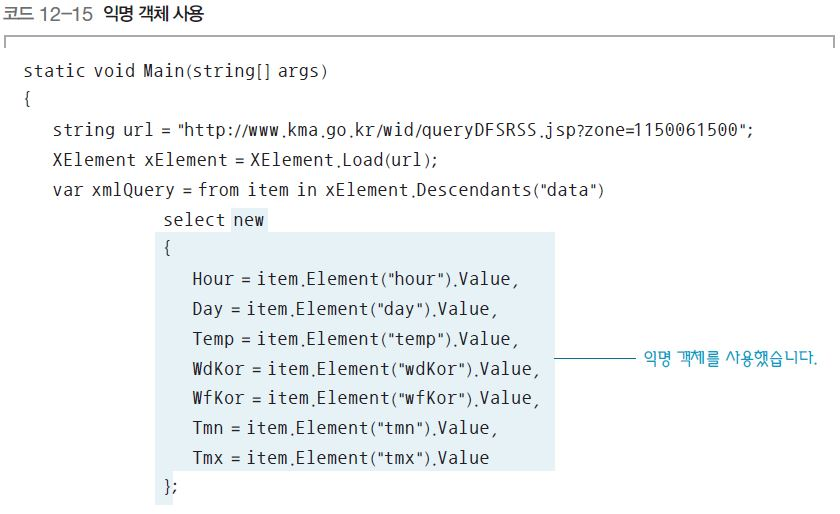 코드 12-15 익명 객체 사용
static void Main(string[] args)
{
string url = "http://www.kma.go.kr/wid/queryDFSRSS.jsp?zone=1150061500";
XElement xElement = XElement.Load(url);
var xmlQuery = from item in xElement.Descendants("data")
select new
{
Hour = item.Element("hour").Value,
Day = item.Element("day").Value,
Temp = item.Element("temp").Value,
WdKor = item.Element("wdKor").Value,
익명 객체를 사용했습니다.
WfKor = item.Element("wfKor").Value,
Tmn = item.Element("tmn").Value,
Tmx = item.Element("tmx").Value
};